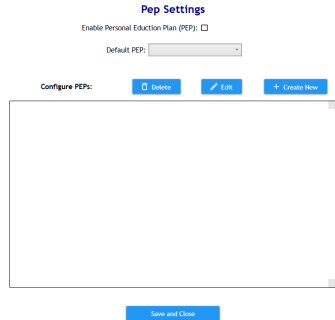 Pep Settings
Enable Personal Eduction Plan (PEP):
Default PEP:
Configure PEPs: Delete Edit + Create New
Save and Close